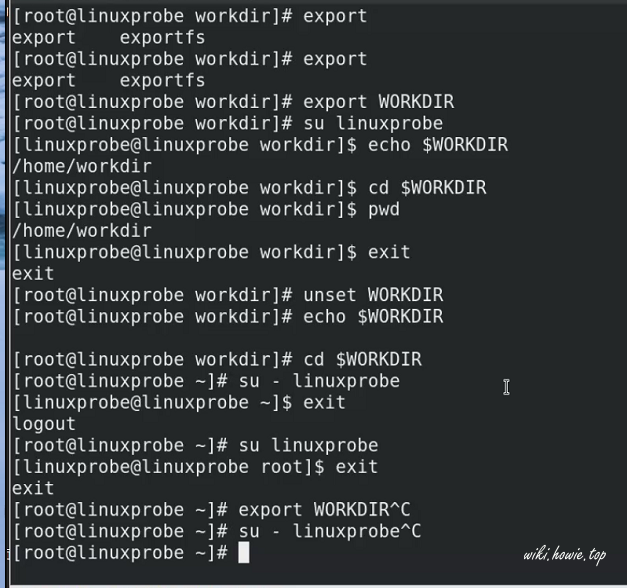 [root@linuxprobe workdir]# export
export    exportfs
[root@linuxprobe workdir]# export
export    exportfs
[root@linuxprobe workdir]# export WORKDIR
[root@linuxprobe workdir]# su linuxprobe
[linuxprobe@linuxprobe workdir]$ echo $WORKDIR
/home/workdir
[linuxprobe@linuxprobe workdir]$ cd $WORKDIR
[linuxprobe@linuxprobe workdir]$ pwd
/home/workdir
[linuxprobe@linuxprobe workdir]$ exit
exit
[root@linuxprobe workdir]# unset WORKDIR
[root@linuxprobe workdir]# echo $WORKDIR

[root@linuxprobe workdir]# cd $WORKDIR
[root@linuxprobe ~]# su - linuxprobe
[linuxprobe@linuxprobe ~]$ exit
logout
[root@linuxprobe ~]# su linuxprobe
[linuxprobe@linuxprobe root]$ exit
exit
[root@linuxprobe ~]# export WORKDIR^C
[root@linuxprobe ~]# su - linuxprobe^C
[root@linuxprobe ~]#
wiki.howie.top